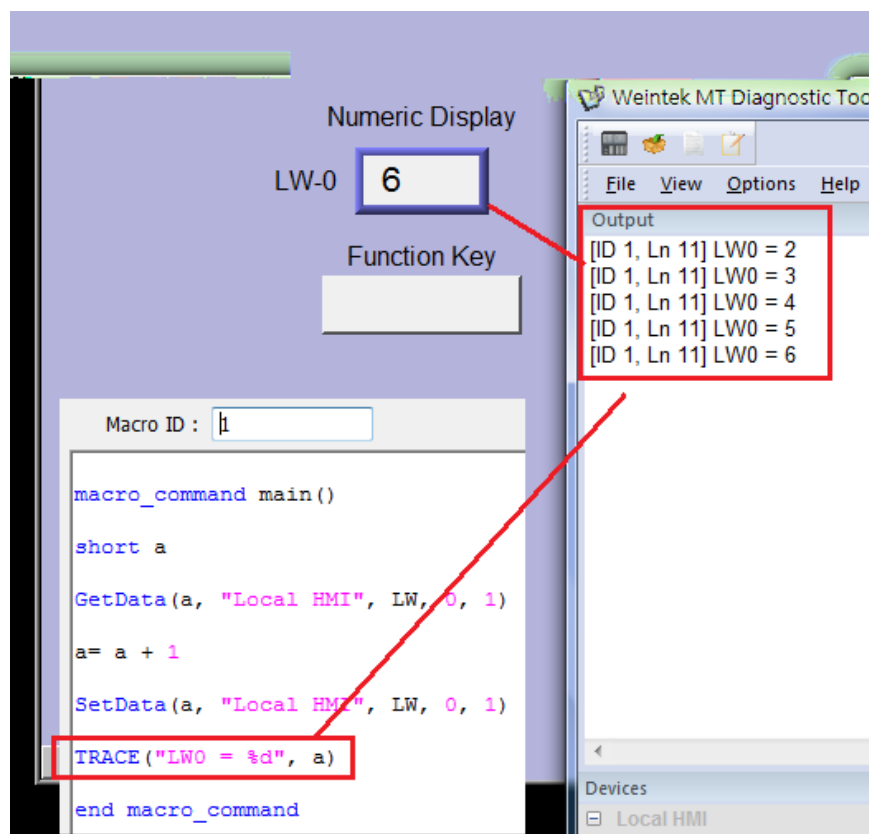 Numeric Display
LW-0
6
Function Key
Macro ID :
1
macro_command main()
short a
GetData(a, "Local HMI", LW, 0, 1)
a= a + 1
SetData(a, "Local HMI", LW, 0, 1)
TRACE("LW0 = %d", a)
end macro_command
Weintek MT Diagnostic Too
File View Options Help
Output
[ID 1, Ln 11] LW0 = 2
[ID 1, Ln 11] LW0 = 3
[ID 1, Ln 11] LW0 = 4
[ID 1, Ln 11] LW0 = 5
[ID 1, Ln 11] LW0 = 6
Devices
Local HMI